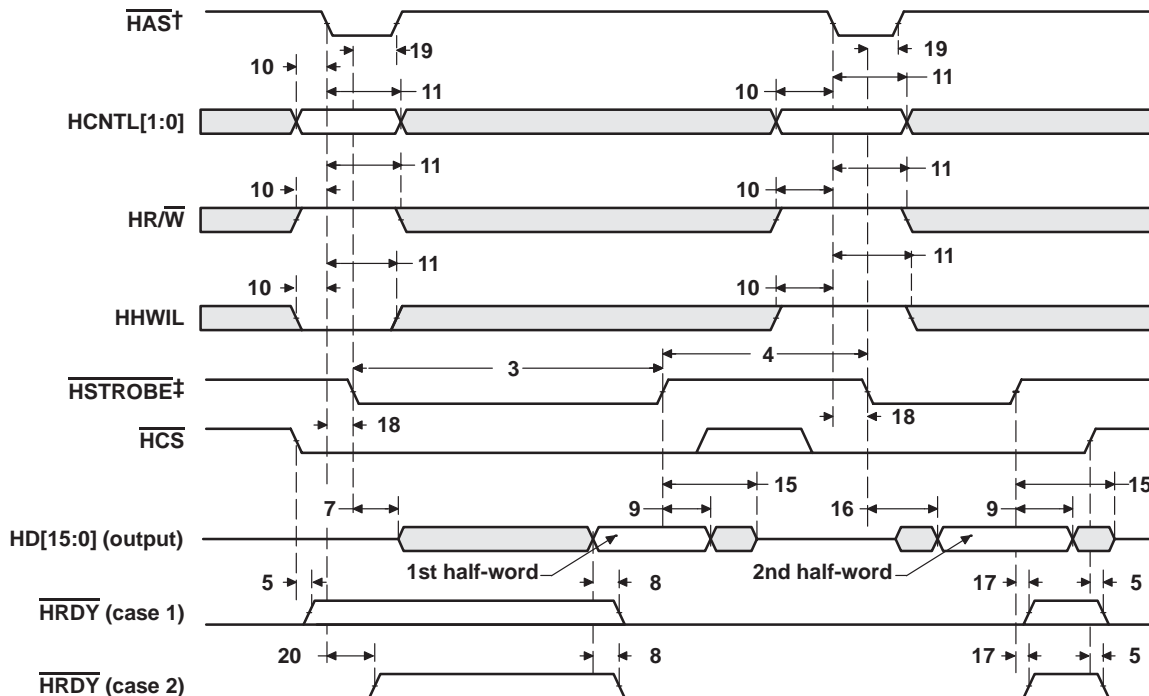 HAS†
19 19
10 11 10 11
HCNTL[1:0]
11 11
10 10
HR/W
11 11
10 10
HHWIL
3 4
HSTROBE‡
18 18
HCS
15 15
7 9 16 9
HD[15:0] (output)
1st half-word 2nd half-word
5 8 17 5
HRDY (case 1)
20 8 17 5
HRDY (case 2)